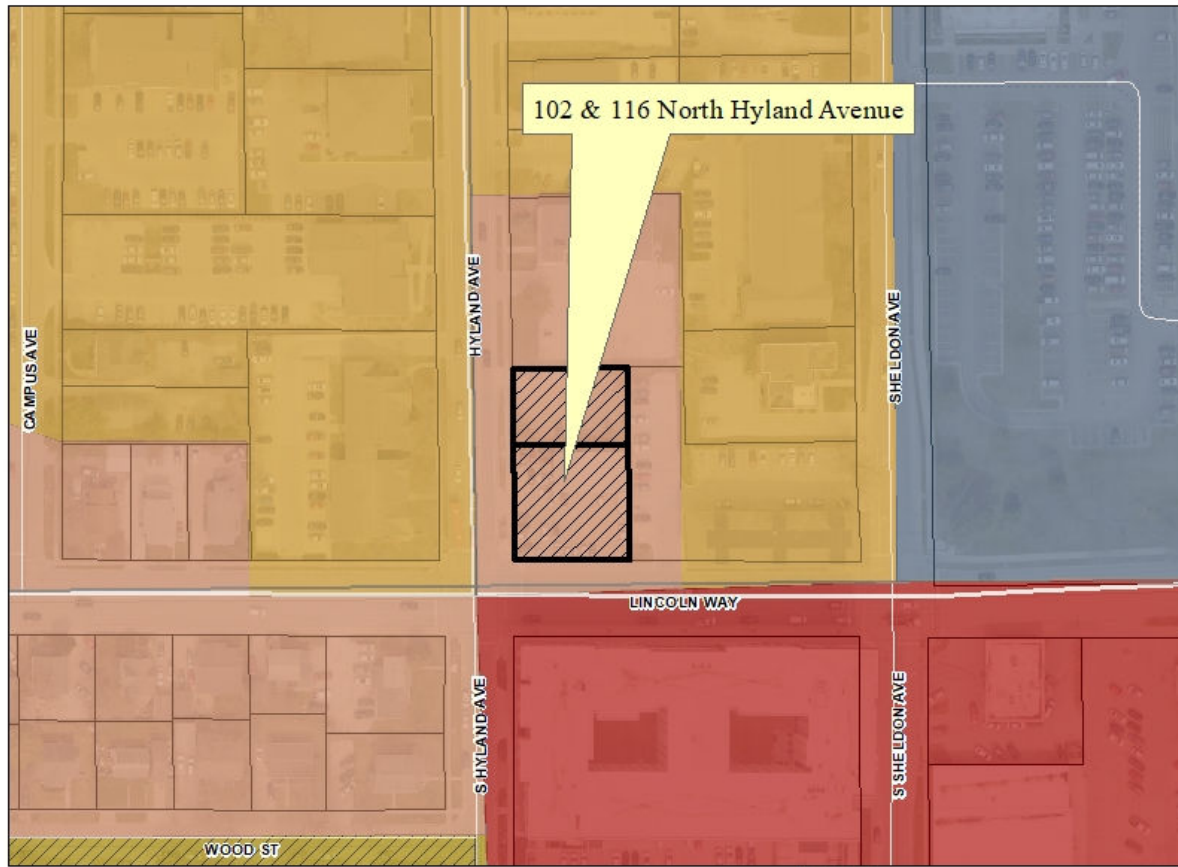 102 & 116 North Hyland Avenue
HYLAND AVE
SHELDON AVE
CAMPUS AVE
LINCOLN WAY
S HYLAND AVE
S SHELDON AVE
WOOD ST